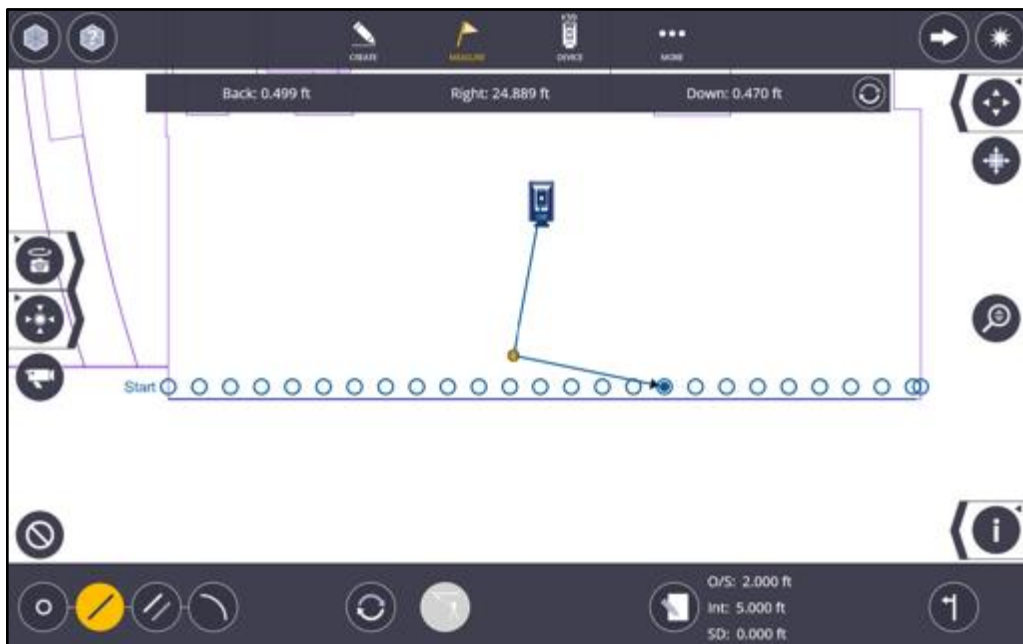 CREATE
MEASURE
DEVICE
MORE
Back: 0.499 ft Right: 24.889 ft Down: 0.470 ft
Start
O/S: 2.000 ft
Int: 5.000 ft
SD: 0.000 ft